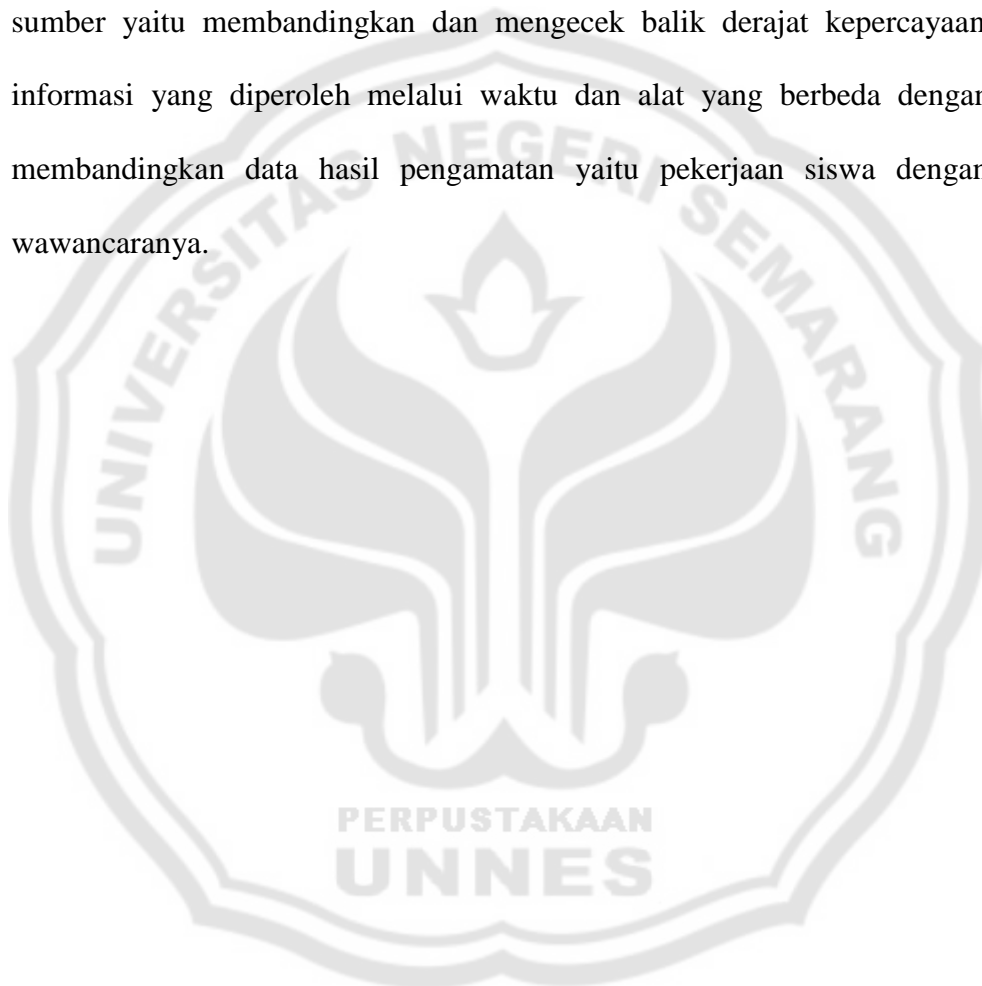 sumber yaitu membandingkan dan mengecek balik derajat kepercayaan
informasi yang diperoleh melalui waktu dan alat yang berbeda dengan
membandingkan data hasil pengamatan yaitu pekerjaan siswa dengan
wawancaranya.
UNIVERSITAS NEGERI SEMARANG
PERPUSTAKAAN
UNNES